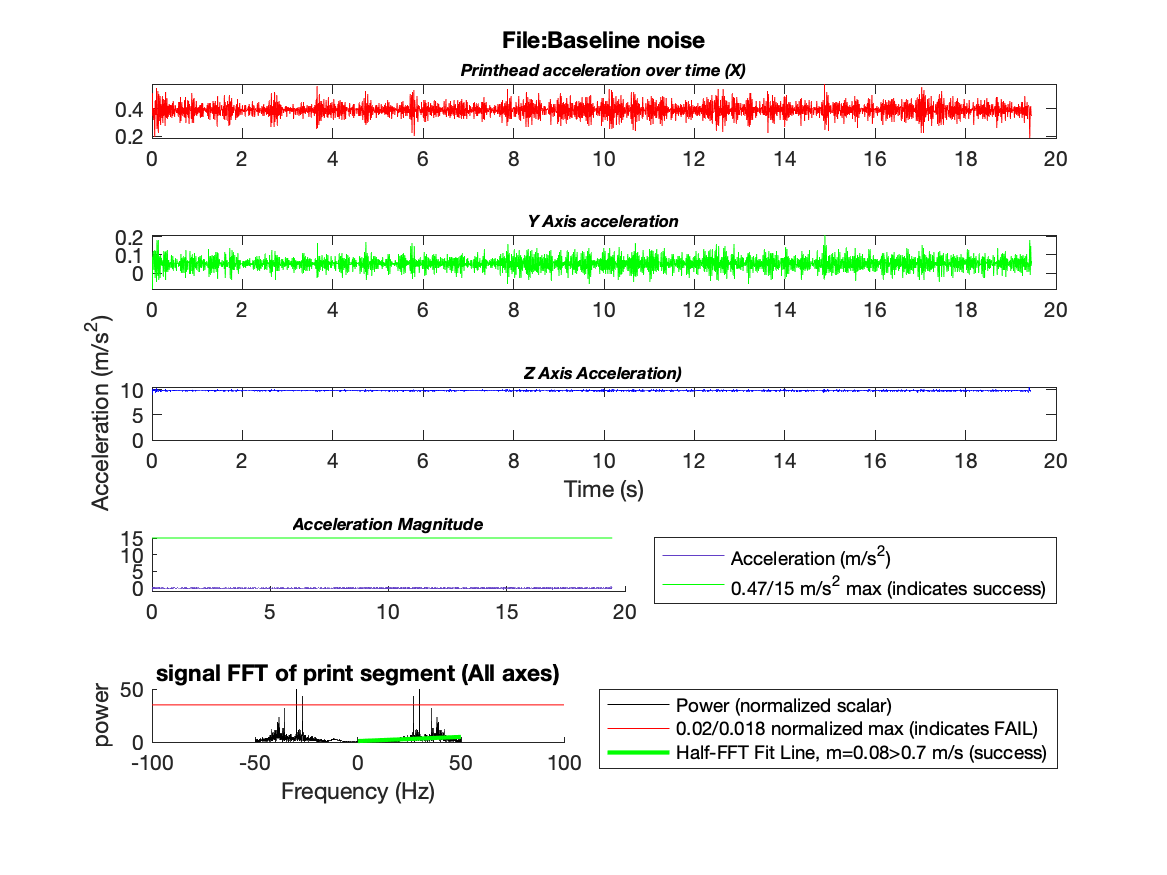 File:Baseline noise
Printhead acceleration over time (X)
0.4
0.2
0 2 4 6 8 10 12 14 16 18 20
Y Axis acceleration
0.2
0.1
0
0 2 4 6 8 10 12 14 16 18 20
Acceleration (m/s²)
Z Axis Acceleration)
10
5
0
0 2 4 6 8 10 12 14 16 18 20
Time (s)
Acceleration Magnitude
15
10
5
0
0 5 10 15 20
Acceleration (m/s²)
0.47/15 m/s² max (indicates success)
signal FFT of print segment (All axes)
power
50
0
-100 -50 0 50 100
Frequency (Hz)
Power (normalized scalar)
0.02/0.018 normalized max (indicates FAIL)
Half-FFT Fit Line, m=0.08>0.7 m/s (success)